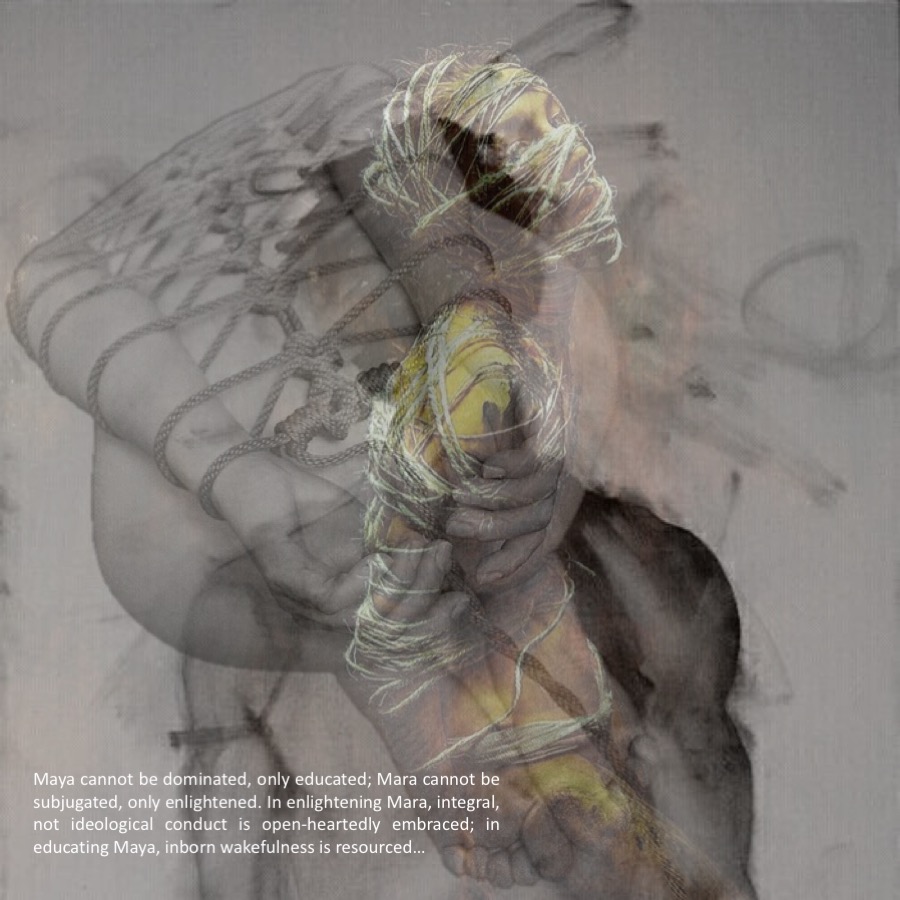 Maya cannot be dominated, only educated; Mara cannot be
subjugated, only enlightened. In enlightening Mara, integral,
not ideological conduct is open-heartedly embraced; in
educating Maya, inborn wakefulness is resourced...